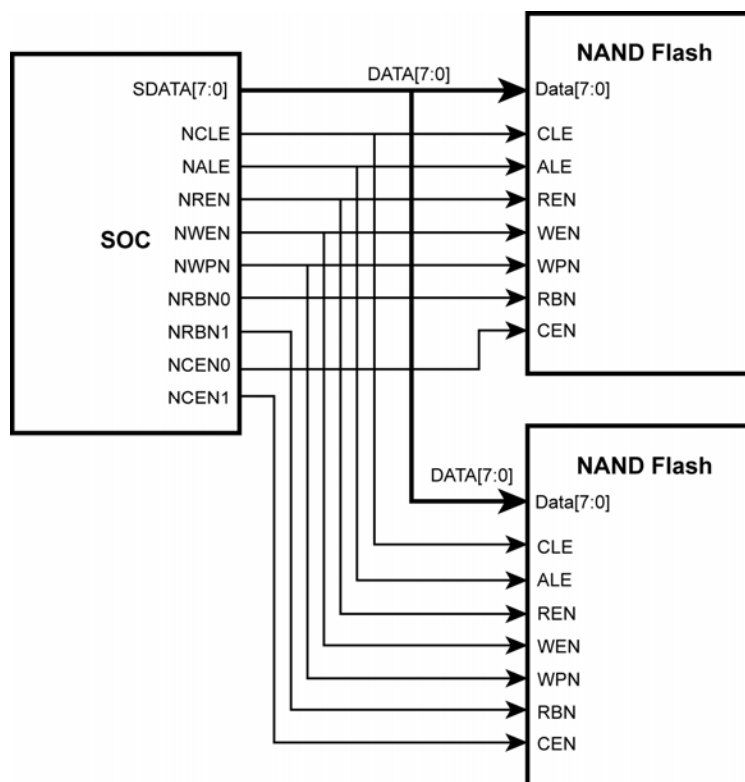 SOC
SDATA[7:0]
NCLE
NALE
NREN
NWEN
NWPN
NRBN0
NRBN1
NCEN0
NCEN1
DATA[7:0]
NAND Flash
Data[7:0]
CLE
ALE
REN
WEN
WPN
RBN
CEN
DATA[7:0]
NAND Flash
Data[7:0]
CLE
ALE
REN
WEN
WPN
RBN
CEN